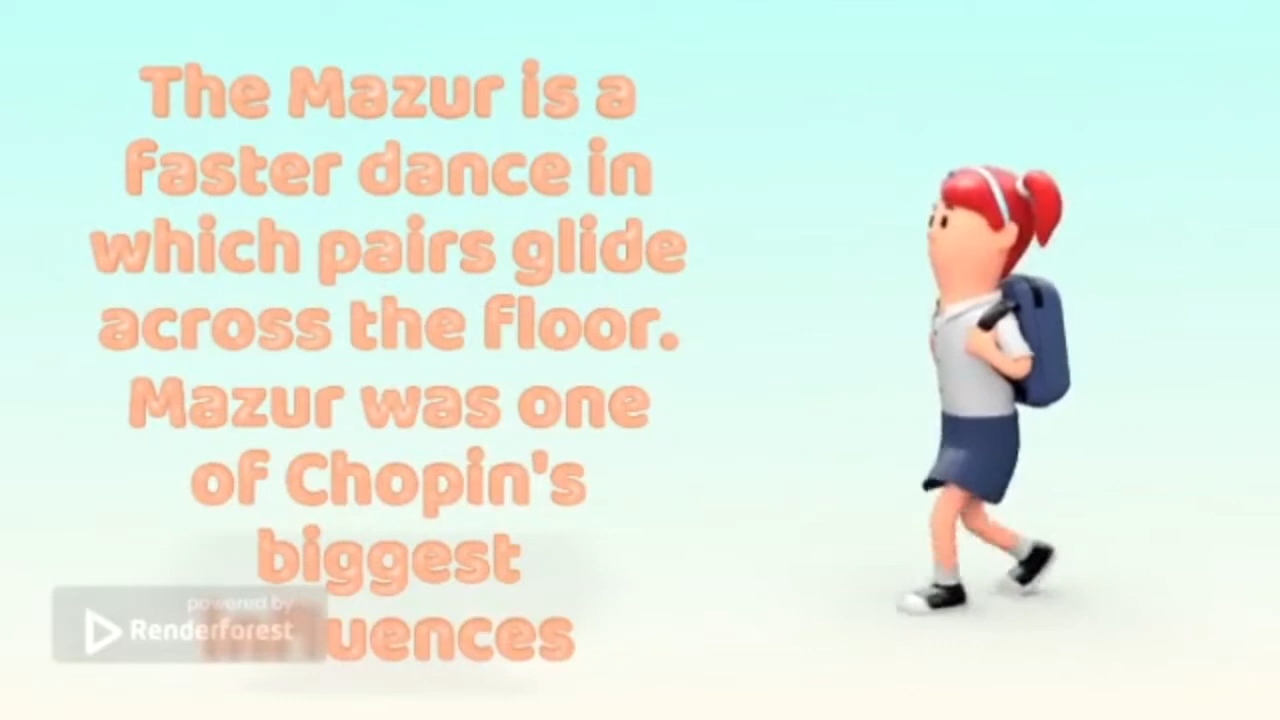 The Mazur is a
faster dance in
which pairs glide
across the floor.
Mazur was one
of Chopin's
biggest
powered by
Renderforest